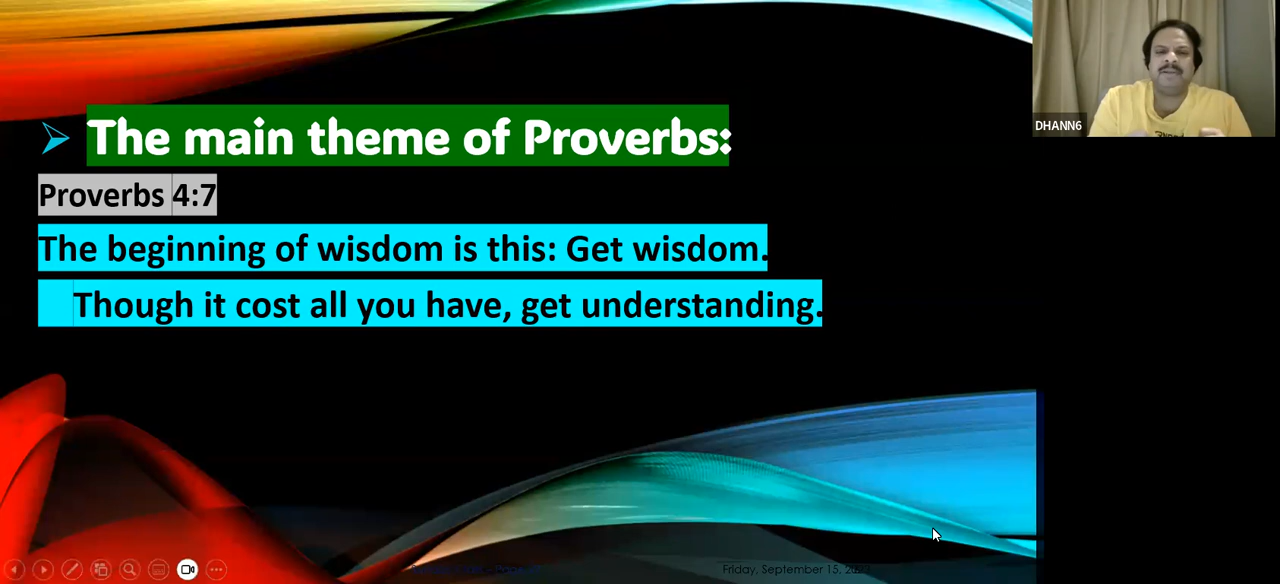 The main theme of Proverbs:
Proverbs 4:7
The beginning of wisdom is this: Get wisdom.
Though it cost all you have, get understanding.
DHANN6
Friday, September 15,